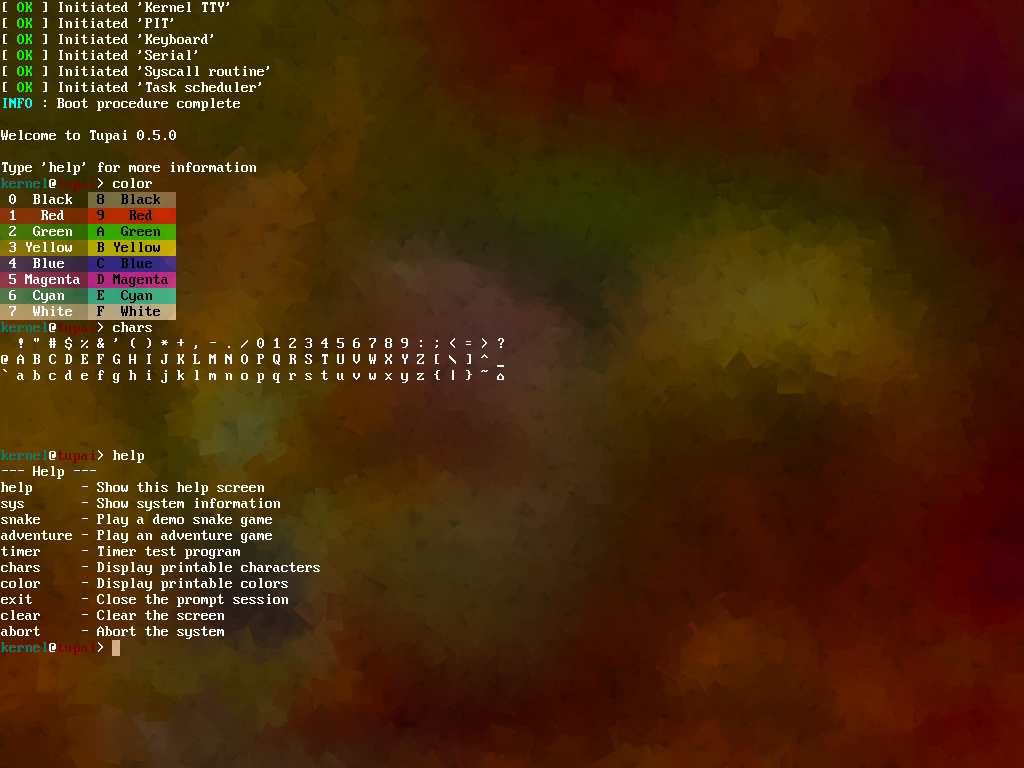 [ OK ] Initiated 'Kernel TTY'
[ OK ] Initiated 'PIT'
[ OK ] Initiated 'Keyboard'
[ OK ] Initiated 'Serial'
[ OK ] Initiated 'Syscall routine'
[ OK ] Initiated 'Task scheduler'
INFO : Boot procedure complete
Welcome to Tupai 0.5.0
Type 'help' for more information
kernel@tupai> color
0 Black 8 Black
1 Red 9 Red
2 Green A Green
3 Yellow B Yellow
4 Blue C Blue
5 Magenta D Magenta
6 Cyan E Cyan
7 White F White
kernel@tupai> chars
! " # $ % & ' ( ) * + , - . / 0 1 2 3 4 5 6 7 8 9 : ; < = > ?
@ A B C D E F G H I J K L M N O P Q R S T U V W X Y Z [ \ ] ^ _
` a b c d e f g h i j k l m n o p q r s t u v w x y z { | } ~ ⌂
kernel@tupai> help
--- Help ---
help - Show this help screen
sys - Show system information
snake - Play a demo snake game
adventure - Play an adventure game
timer - Timer test program
chars - Display printable characters
color - Display printable colors
exit - Close the prompt session
clear - Clear the screen
abort - Abort the system
kernel@tupai>